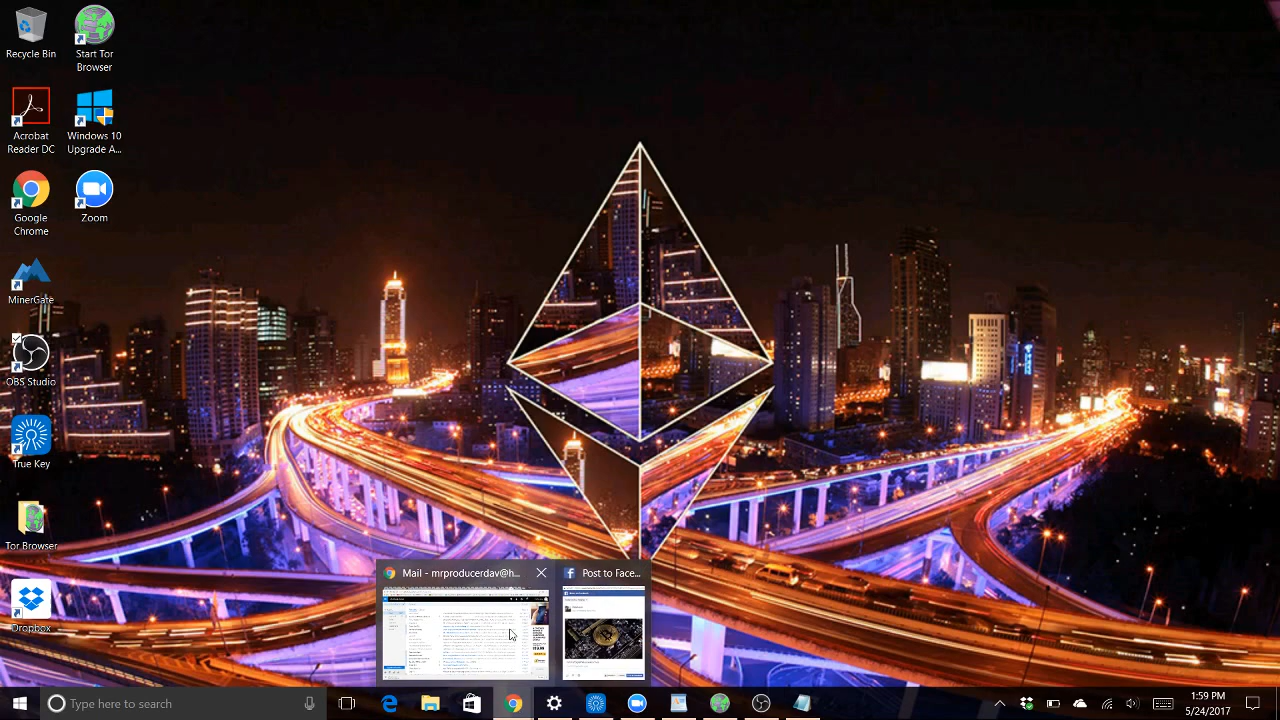 Recycle Bin
Start Tor
Browser
Acrobat
Reader DC
Windows 10
Upgrade A...
Google
Chrome
Zoom
MinerGate
OBS Studio
True Key
Tor Browser
Mail - mrproducerdav@h...
Post to Face...
Type here to search
1:59 PM
5/24/2017